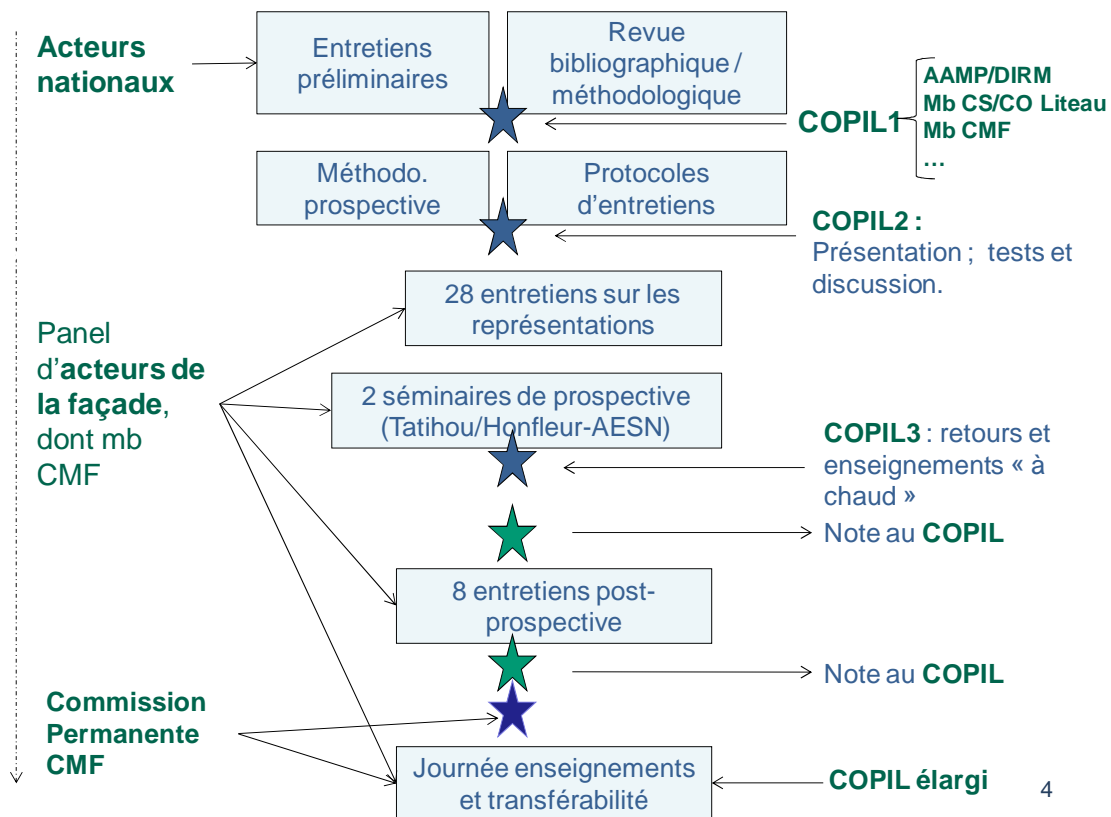 Acteurs
nationaux
Entretiens
préliminaires
Revue
bibliographique /
méthodologique
COPIL1
AAMP/DIRM
Mb CS/CO Liteau
Mb CMF
…
Méthodo.
prospective
Protocoles
d’entretiens
COPIL2 :
Présentation ; tests et
discussion.
28 entretiens sur les
représentations
Panel
d’acteurs de
la façade,
dont mb
CMF
2 séminaires de prospective
(Tatihou/Honfleur-AESN)
COPIL3 : retours et
enseignements « à
chaud »
Note au COPIL
8 entretiens post-
prospective
Note au COPIL
Commission
Permanente
CMF
Journée enseignements
et transférabilité
COPIL élargi
4